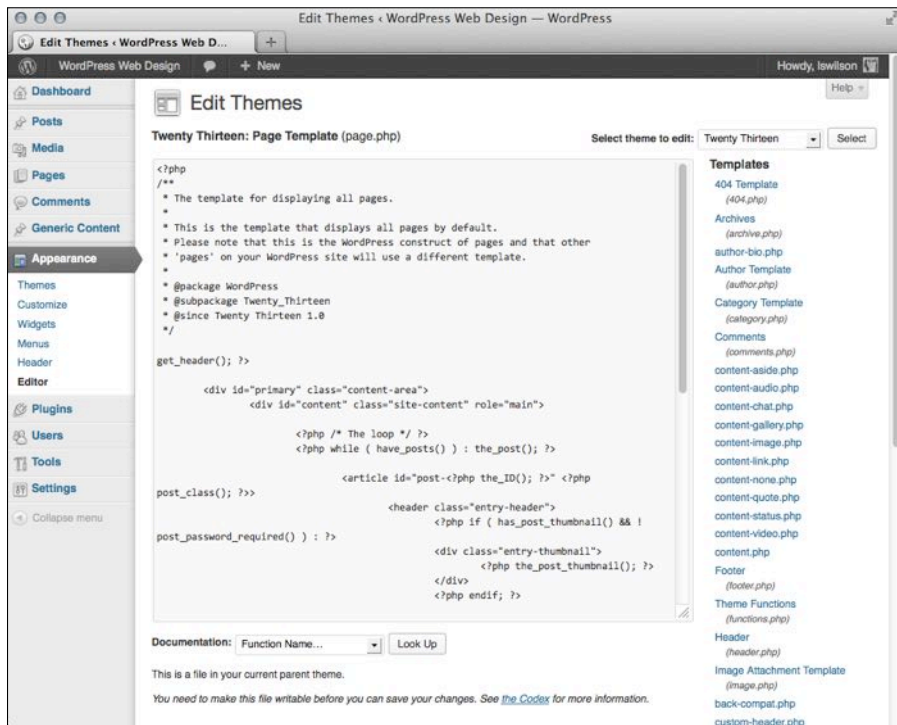 Edit Themes ‹ WordPress Web Design — WordPress
Edit Themes ‹ WordPress Web D...
WordPress Web Design
+ New
Howdy, lswilson
Dashboard
Posts
Media
Pages
Comments
Generic Content
Appearance
Themes
Customize
Widgets
Menus
Header
Editor
Plugins
Users
Tools
Settings
Collapse menu
Help
Edit Themes
Twenty Thirteen: Page Template (page.php)
Select theme to edit: Twenty Thirteen Select
<?php
/**
* The template for displaying all pages.
*
* This is the template that displays all pages by default.
* Please note that this is the WordPress construct of pages and that other
* 'pages' on your WordPress site will use a different template.
*
* @package WordPress
* @subpackage Twenty_Thirteen
* @since Twenty Thirteen 1.0
*/
get_header(); ?>
<div id="primary" class="content-area">
<div id="content" class="site-content" role="main">
<?php /* The loop */ ?>
<?php while ( have_posts() ) : the_post(); ?>
<article id="post-<?php the_ID(); ?>" <?php
post_class(); ?>>
<header class="entry-header">
<?php if ( has_post_thumbnail() && !
post_password_required() ) : ?>
<div class="entry-thumbnail">
<?php the_post_thumbnail(); ?>
</div>
<?php endif; ?>
Documentation: Function Name... Look Up
This is a file in your current parent theme.
You need to make this file writable before you can save your changes. See the Codex for more information.
Templates
404 Template
(404.php)
Archives
(archive.php)
author-bio.php
Author Template
(author.php)
Category Template
(category.php)
Comments
(comments.php)
content-aside.php
content-audio.php
content-chat.php
content-gallery.php
content-image.php
content-link.php
content-none.php
content-quote.php
content-status.php
content-video.php
content.php
Footer
(footer.php)
Theme Functions
(functions.php)
Header
(header.php)
Image Attachment Template
(image.php)
back-compat.php
custom-header.php